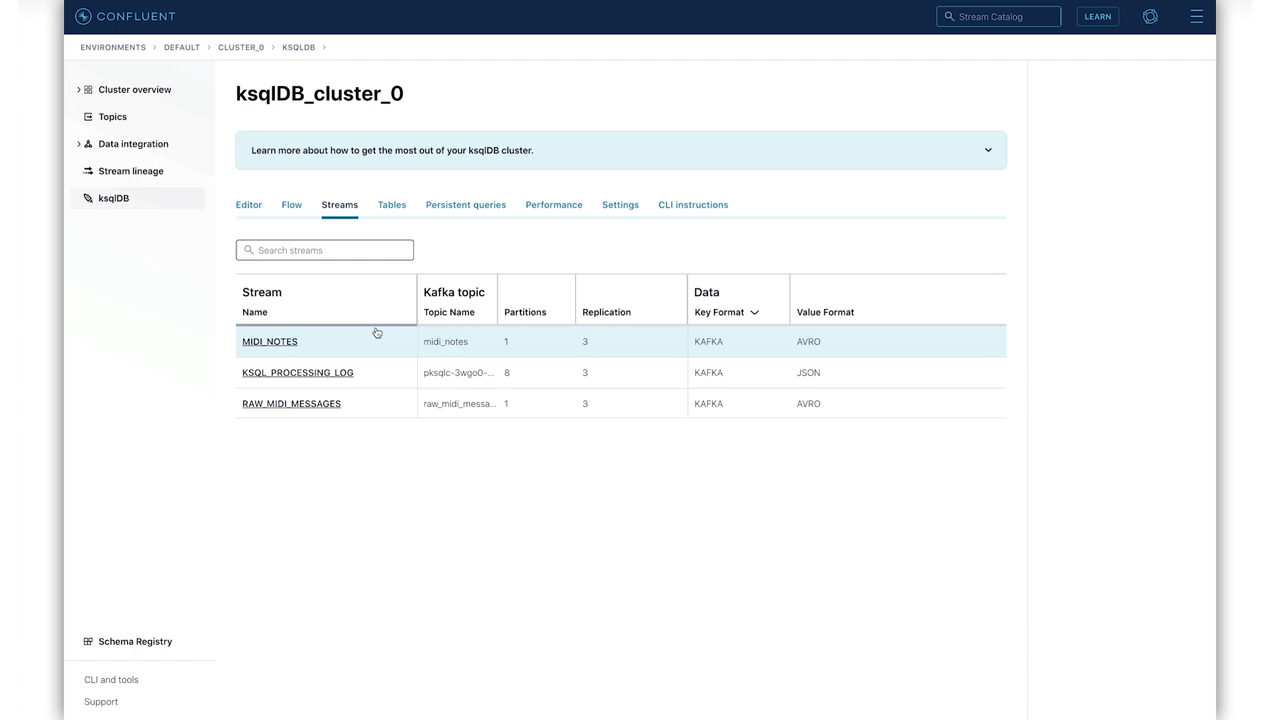 CONFLUENT
Stream Catalog
LEARN
ENVIRONMENTS > DEFAULT > CLUSTER_0 > KSQLDB >
Cluster overview
Topics
Data integration
Stream lineage
ksqlDB
ksqlDB_cluster_0
Learn more about how to get the most out of your ksqlDB cluster.
Editor Flow Streams Tables Persistent queries Performance Settings CLI instructions
Search streams
Stream Kafka topic Data
Name Topic Name Partitions Replication Key Format Value Format
MIDI_NOTES midi_notes 1 3 KAFKA AVRO
KSQL_PROCESSING_LOG pksqlc-3wgo0-... 8 3 KAFKA JSON
RAW_MIDI_MESSAGES raw_midi_messa... 1 3 KAFKA AVRO
Schema Registry
CLI and tools
Support